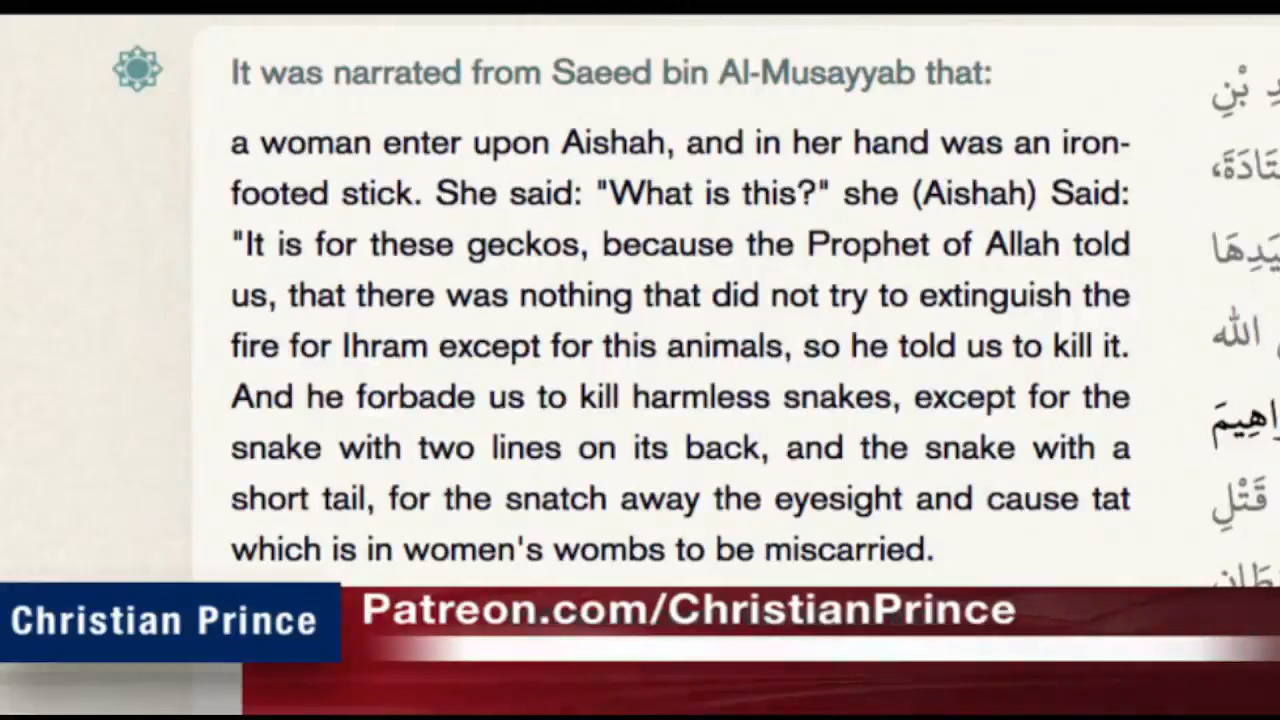 It was narrated from Saeed bin Al-Musayyab that:
a woman enter upon Aishah, and in her hand was an iron-
footed stick. She said: "What is this?" she (Aishah) Said:
"It is for these geckos, because the Prophet of Allah told
us, that there was nothing that did not try to extinguish the
fire for Ihram except for this animals, so he told us to kill it.
And he forbade us to kill harmless snakes, except for the
snake with two lines on its back, and the snake with a
short tail, for the snatch away the eyesight and cause tat
which is in women's wombs to be miscarried.
بْنِ
الله
قَتْلِ
Christian Prince
Patreon.com/ChristianPrince